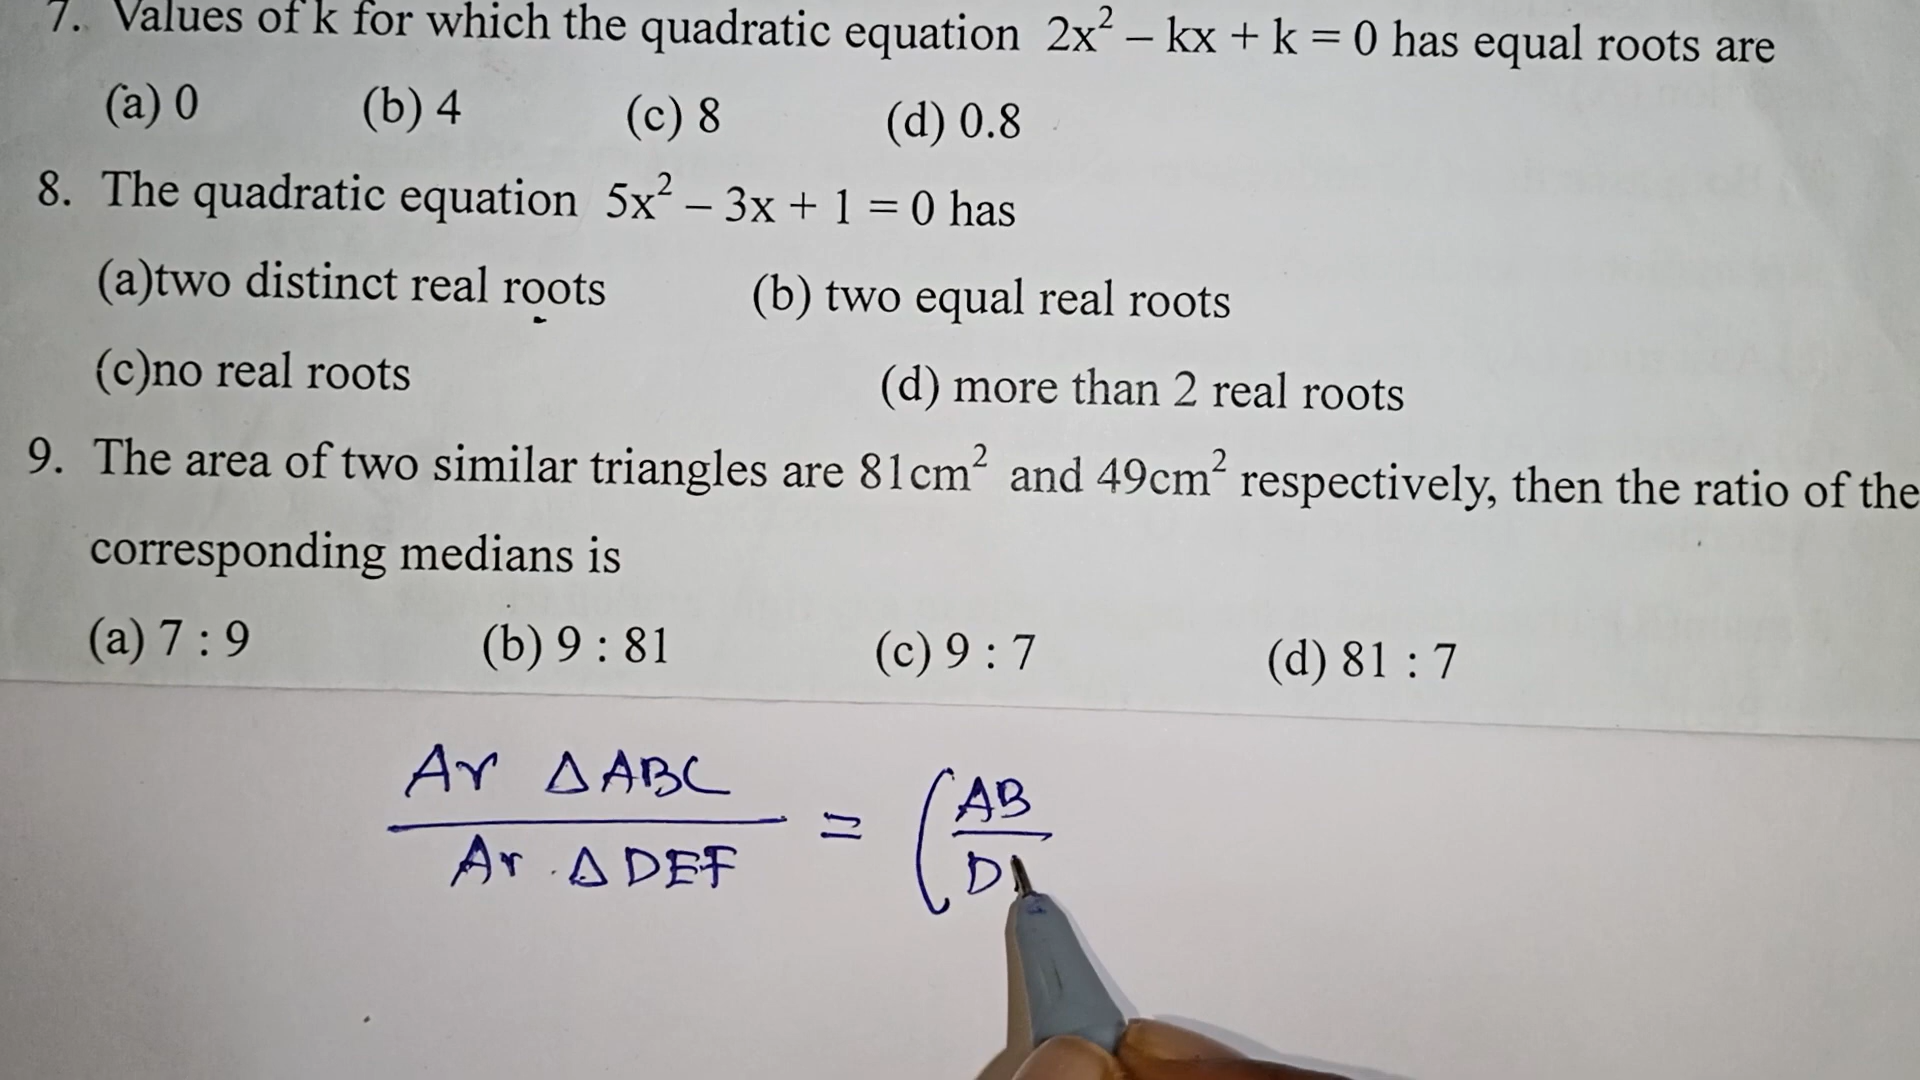 7. Values of k for which the quadratic equation 2x² – kx + k = 0 has equal roots are
(a) 0 (b) 4 (c) 8 (d) 0.8
8. The quadratic equation 5x² – 3x + 1 = 0 has
(a)two distinct real roots (b) two equal real roots
(c)no real roots (d) more than 2 real roots
9. The area of two similar triangles are 81cm² and 49cm² respectively, then the ratio of the
corresponding medians is
(a) 7 : 9 (b) 9 : 81 (c) 9 : 7 (d) 81 : 7
Ar △ABC
Ar . △DEF
= ( AB
D